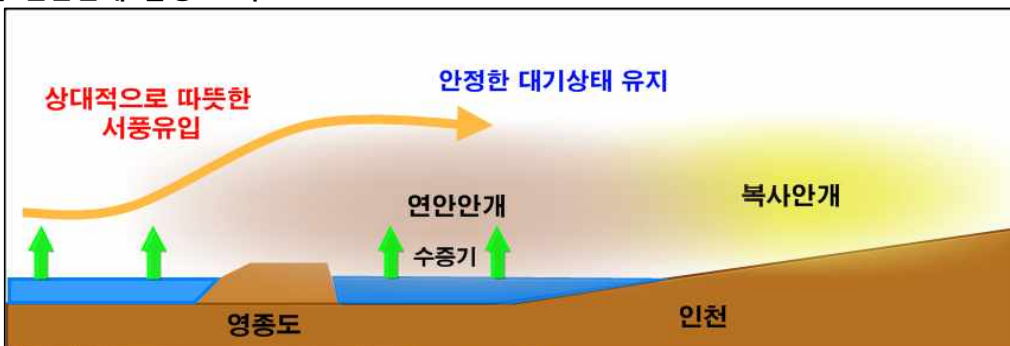 안정한 대기상태 유지
상대적으로 따뜻한
서풍유입
복사안개
연안안개
수증기
영종도
인천